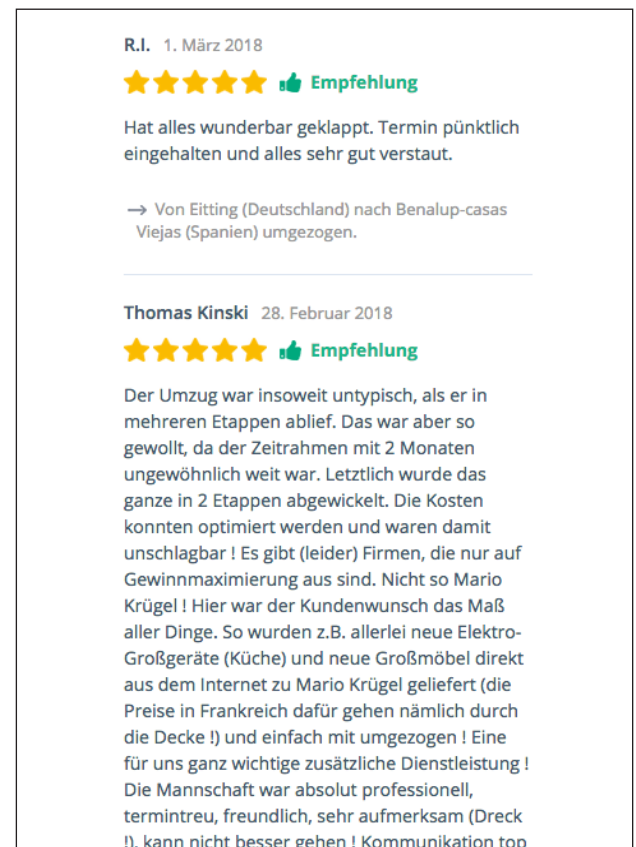 R.I. 1. März 2018
Empfehlung
Hat alles wunderbar geklappt. Termin pünktlich
eingehalten und alles sehr gut verstaut.
→ Von Eitting (Deutschland) nach Benalup-casas
Viejas (Spanien) umgezogen.
Thomas Kinski 28. Februar 2018
Empfehlung
Der Umzug war insoweit untypisch, als er in
mehreren Etappen ablief. Das war aber so
gewollt, da der Zeitrahmen mit 2 Monaten
ungewöhnlich weit war. Letztlich wurde das
ganze in 2 Etappen abgewickelt. Die Kosten
konnten optimiert werden und waren damit
unschlagbar ! Es gibt (leider) Firmen, die nur auf
Gewinnmaximierung aus sind. Nicht so Mario
Krügel ! Hier war der Kundenwunsch das Maß
aller Dinge. So wurden z.B. allerlei neue Elektro-
Großgeräte (Küche) und neue Großmöbel direkt
aus dem Internet zu Mario Krügel geliefert (die
Preise in Frankreich dafür gehen nämlich durch
die Decke !) und einfach mit umgezogen ! Eine
für uns ganz wichtige zusätzliche Dienstleistung !
Die Mannschaft war absolut professionell,
termintreu, freundlich, sehr aufmerksam (Dreck
!), kann nicht besser gehen ! Kommunikation top